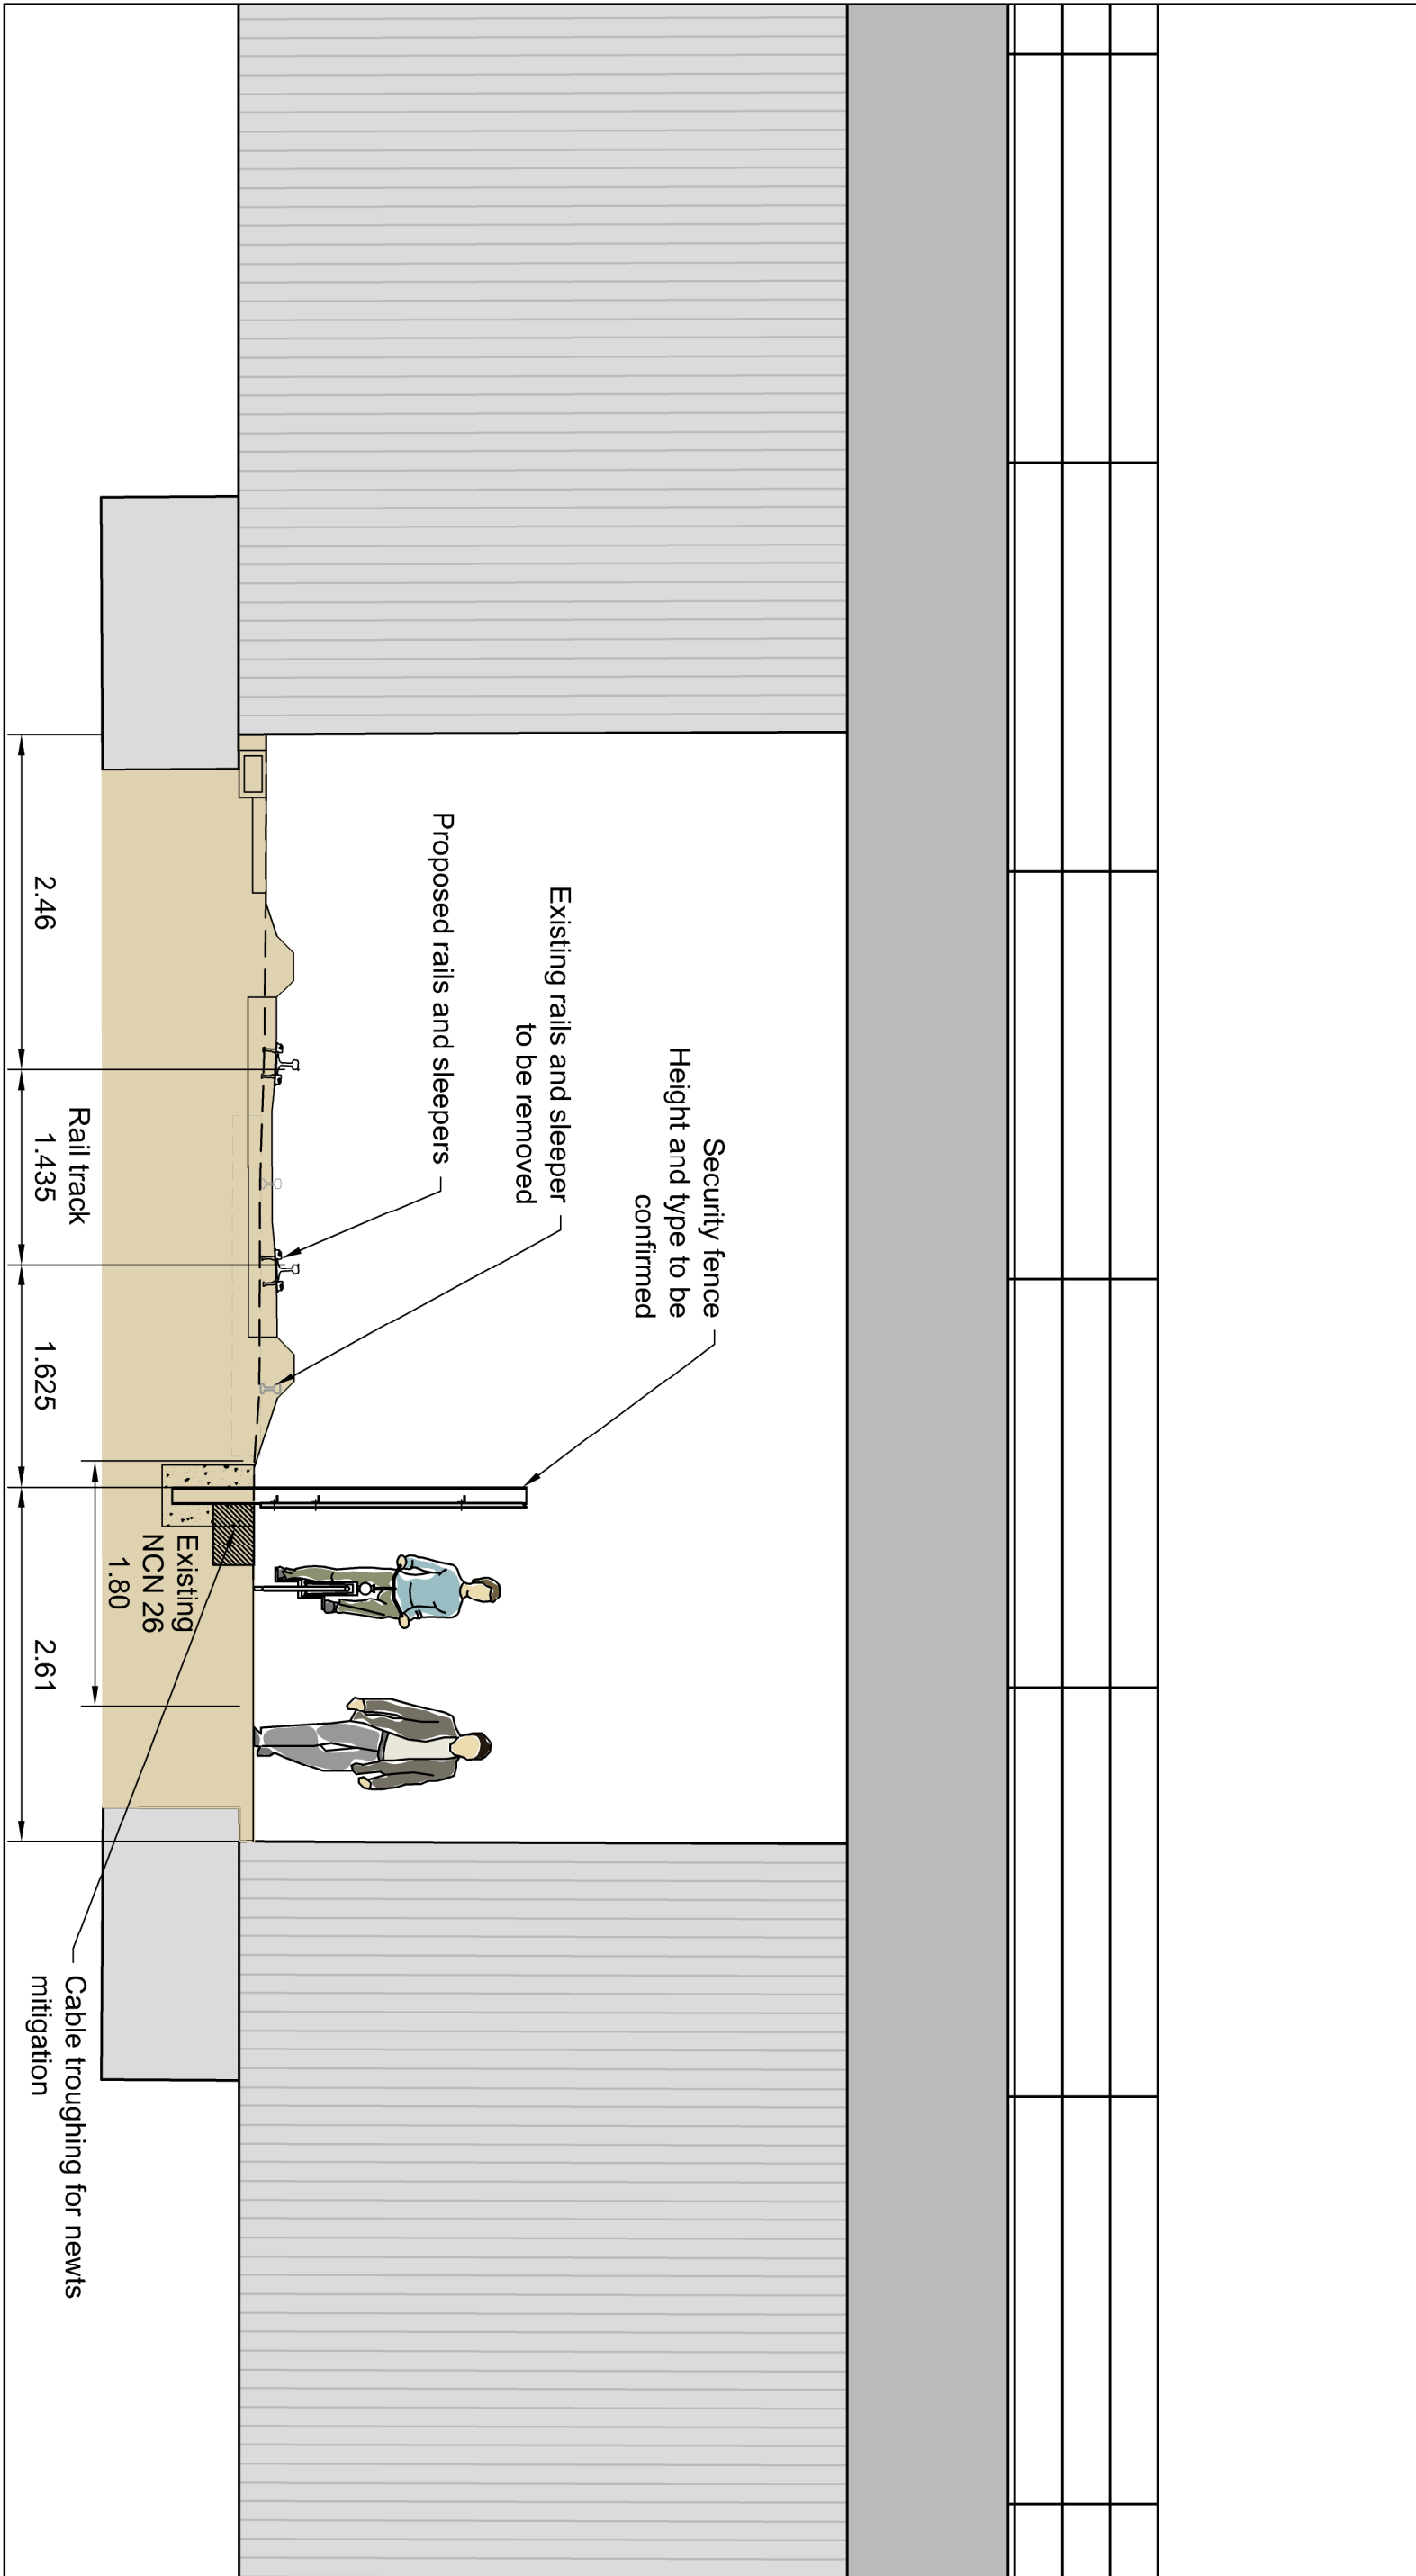 Security fence
Height and type to be
confirmed
Existing rails and sleeper
to be removed
Proposed rails and sleepers
Existing
NCN 26
1.80
Rail track
2.46
1.435
1.625
2.61
Cable troughing for newts
mitigation